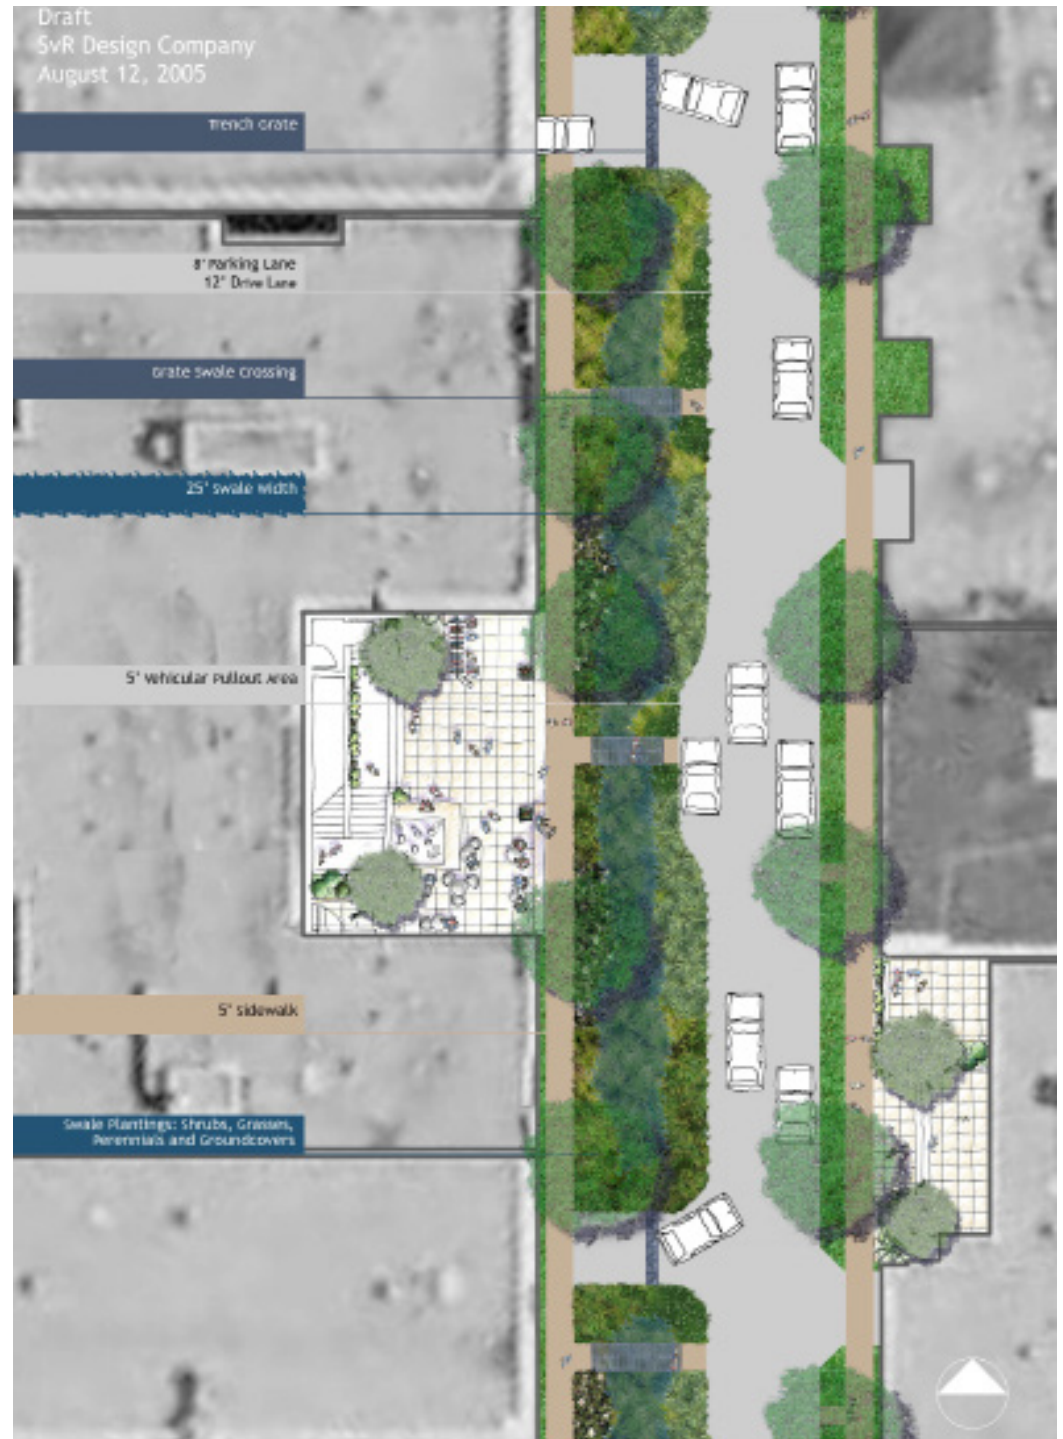 Draft
SvR Design Company
August 12, 2005
Trench Grate
8' Parking Lane
12' Drive Lane
Grate Swale Crossing
25' Swale Width
5' Vehicular Pullout Area
5' Sidewalk
Swale Plantings: Shrubs, Grasses,
Perennials and Groundcovers